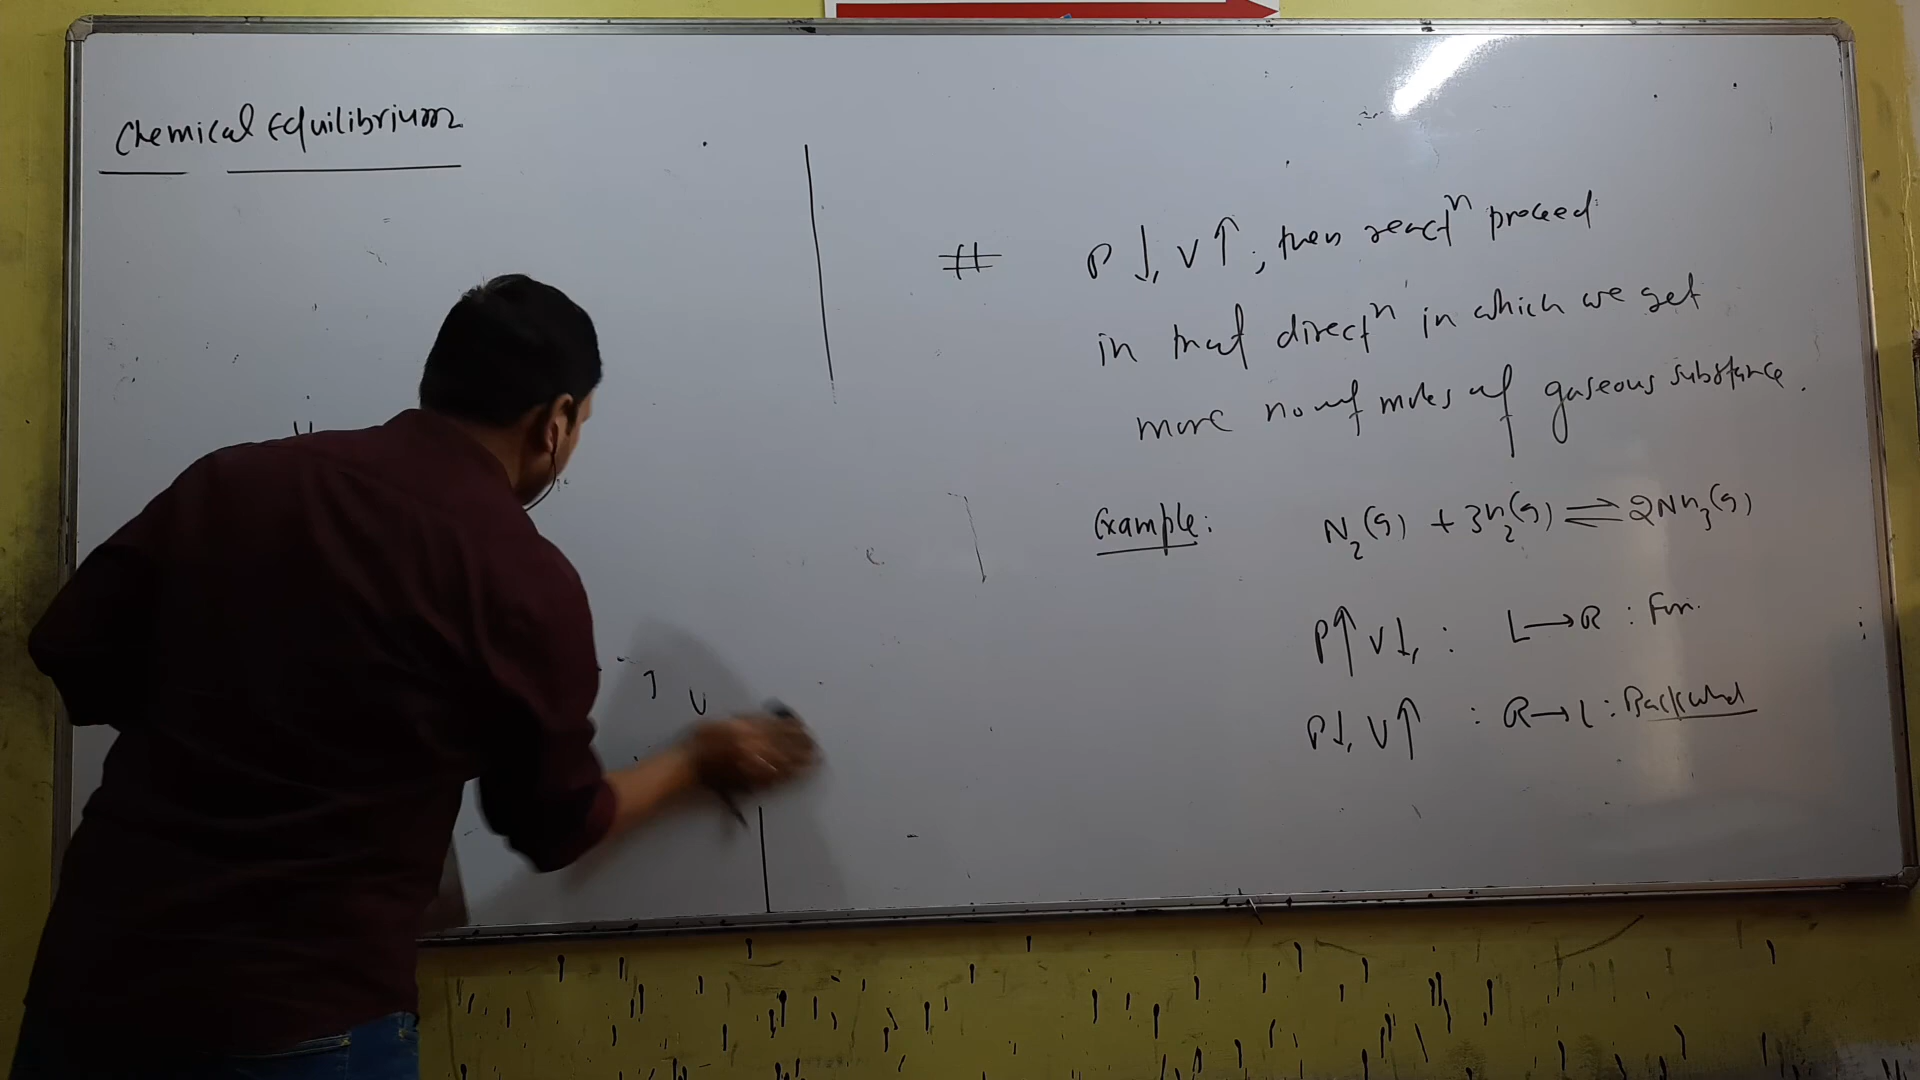 Chemical Equilibrium
# P↓, V↑, then reactⁿ proceed
in that directⁿ in which we get
more no of moles of gaseous substance.
Example: N₂(g) + 3H₂(g) ⇌ 2NH₃(g)
P↑ V↓, : L→R : For.
P↓, V↑ : R→L : Backward